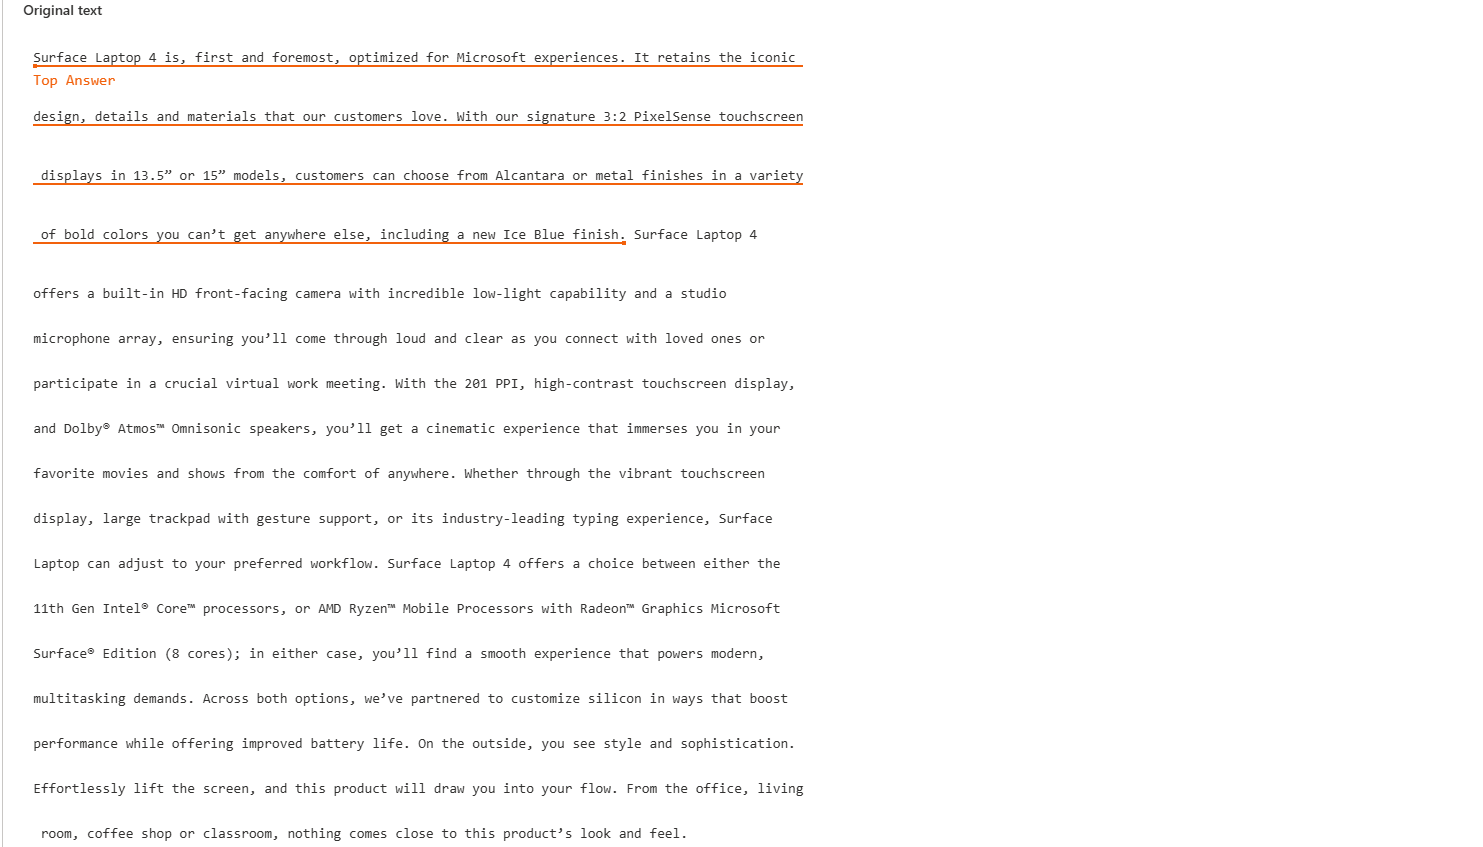 Original text
Surface Laptop 4 is, first and foremost, optimized for Microsoft experiences. It retains the iconic
Top Answer
design, details and materials that our customers love. With our signature 3:2 PixelSense touchscreen
displays in 13.5” or 15” models, customers can choose from Alcantara or metal finishes in a variety
of bold colors you can’t get anywhere else, including a new Ice Blue finish. Surface Laptop 4
offers a built-in HD front-facing camera with incredible low-light capability and a studio
microphone array, ensuring you’ll come through loud and clear as you connect with loved ones or
participate in a crucial virtual work meeting. With the 201 PPI, high-contrast touchscreen display,
and Dolby® Atmos™ Omnisonic speakers, you’ll get a cinematic experience that immerses you in your
favorite movies and shows from the comfort of anywhere. Whether through the vibrant touchscreen
display, large trackpad with gesture support, or its industry-leading typing experience, Surface
Laptop can adjust to your preferred workflow. Surface Laptop 4 offers a choice between either the
11th Gen Intel® Core™ processors, or AMD Ryzen™ Mobile Processors with Radeon™ Graphics Microsoft
Surface® Edition (8 cores); in either case, you’ll find a smooth experience that powers modern,
multitasking demands. Across both options, we’ve partnered to customize silicon in ways that boost
performance while offering improved battery life. On the outside, you see style and sophistication.
Effortlessly lift the screen, and this product will draw you into your flow. From the office, living
room, coffee shop or classroom, nothing comes close to this product’s look and feel.